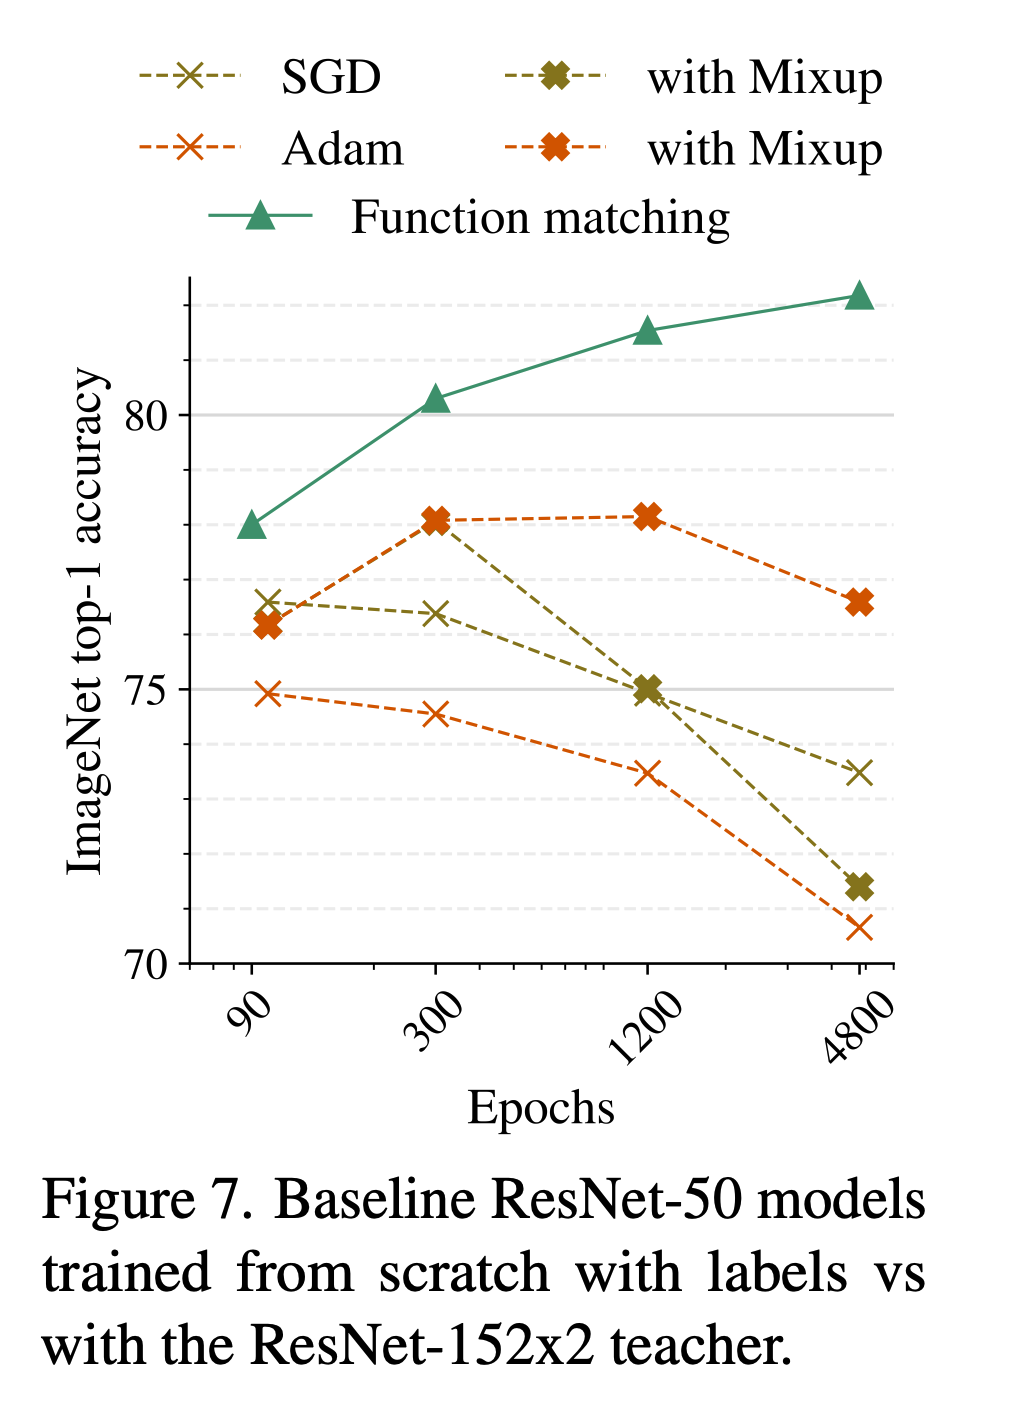 SGD with Mixup
Adam with Mixup
Function matching
ImageNet top-1 accuracy
80
75
70
90 300 1200 4800
Epochs
Figure 7. Baseline ResNet-50 models
trained from scratch with labels vs
with the ResNet-152x2 teacher.